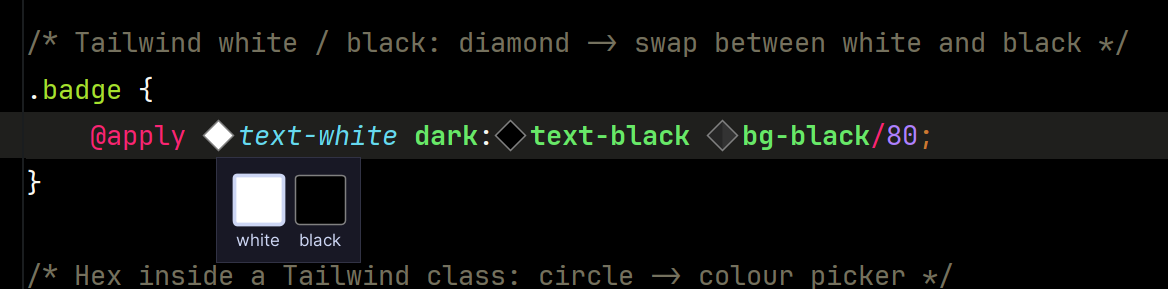 /* Tailwind white / black: diamond -> swap between white and black */
.badge {
@apply text-white dark:text-black bg-black/80;
white black
}
/* Hex inside a Tailwind class: circle -> colour picker */